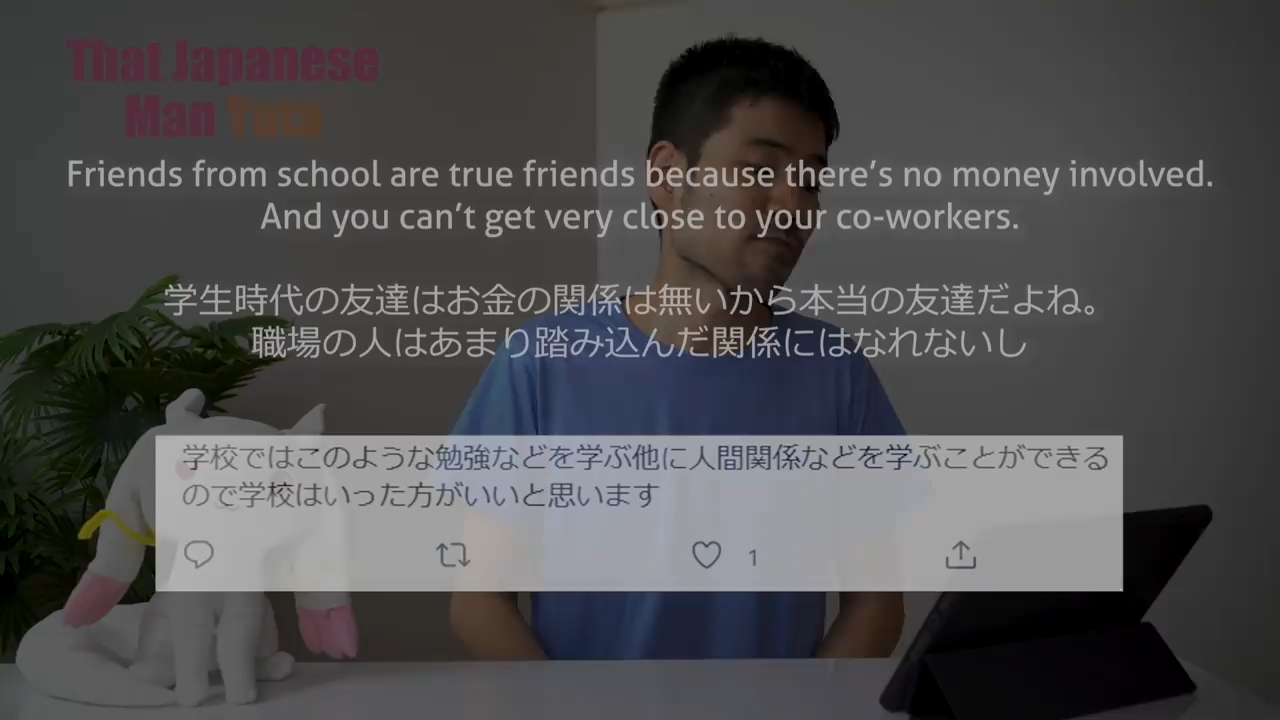 That Japanese
Man Yuta
Friends from school are true friends because there's no money involved.
And you can't get very close to your co-workers.
学生時代の友達はお金の関係は無いから本当の友達だよね。
職場の人はあまり踏み込んだ関係にはなれないし
学校ではこのような勉強などを学ぶ他に人間関係などを学ぶことができる
ので学校はいった方がいいと思います
1